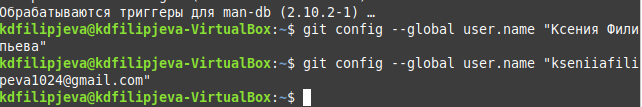 Обрабатываются триггеры для man-db (2.10.2-1) …
kdfilipjeva@kdfilipjeva-VirtualBox:~$ git config --global user.name "Ксения Фили
пьева"
kdfilipjeva@kdfilipjeva-VirtualBox:~$ git config --global user.name "kseniiafili
peva1024@gmail.com"
kdfilipjeva@kdfilipjeva-VirtualBox:~$